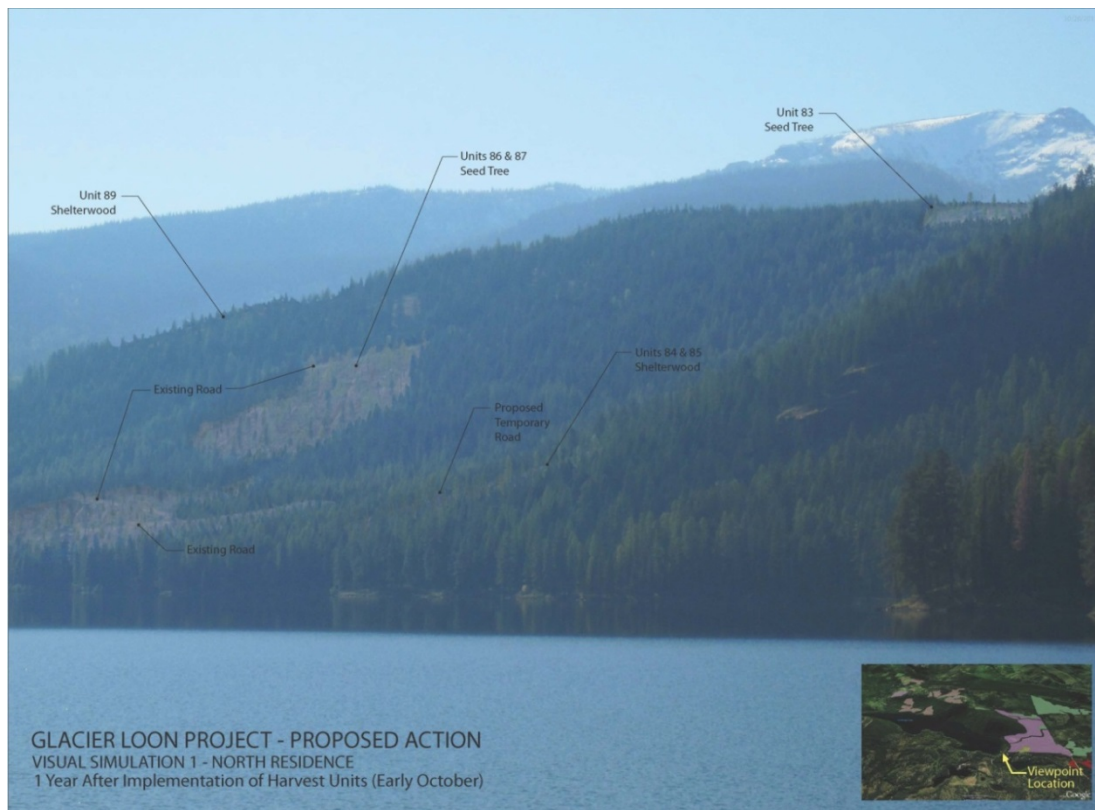 Unit 83
Seed Tree
Units 86 & 87
Seed Tree
Unit 89
Shelterwood
Units 84 & 85
Shelterwood
Existing Road
Proposed
Temporary
Road
Existing Road
GLACIER LOON PROJECT - PROPOSED ACTION
VISUAL SIMULATION 1 - NORTH RESIDENCE
1 Year After Implementation of Harvest Units (Early October)
Viewpoint
Location
Google